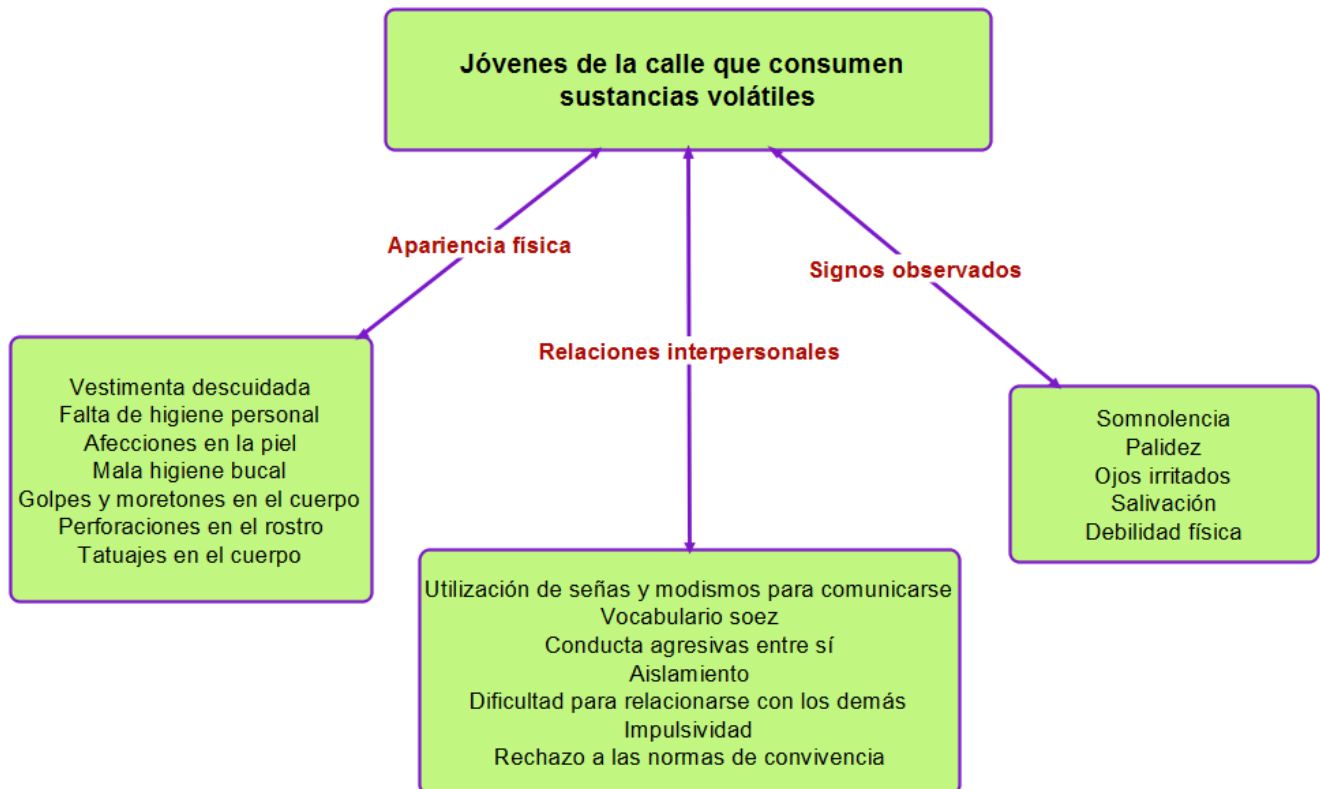 Jóvenes de la calle que consumen
sustancias volátiles
Apariencia física
Signos observados
Relaciones interpersonales
Vestimenta descuidada
Falta de higiene personal
Afecciones en la piel
Mala higiene bucal
Golpes y moretones en el cuerpo
Perforaciones en el rostro
Tatuajes en el cuerpo
Utilización de señas y modismos para comunicarse
Vocabulario soez
Conducta agresivas entre sí
Aislamiento
Dificultad para relacionarse con los demás
Impulsividad
Rechazo a las normas de convivencia
Somnolencia
Palidez
Ojos irritados
Salivación
Debilidad física